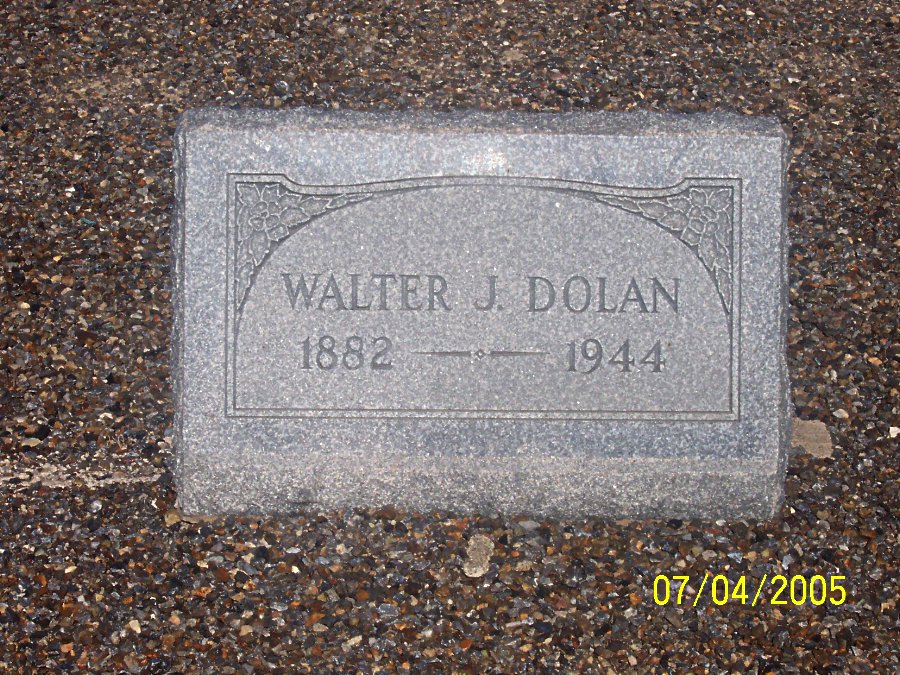 WALTER J. DOLAN
1882 — 1944
07/04/2005